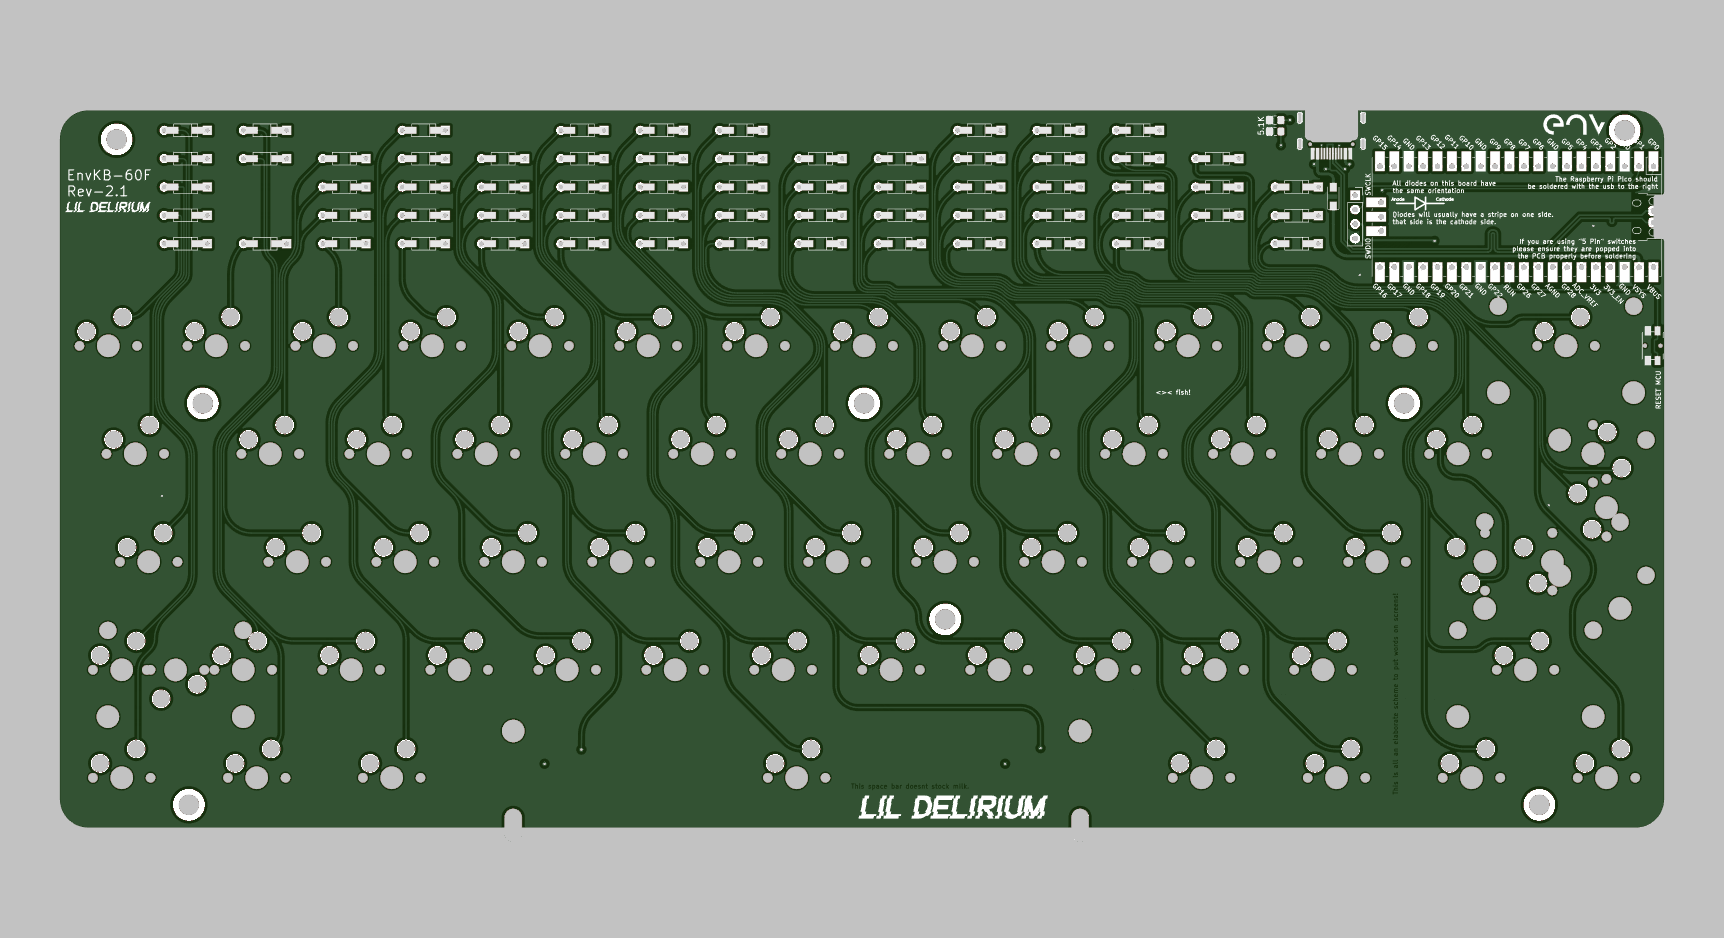 env
5.1K
EnvKB-60F
Rev-2.1
LIL DELIRIUM
GP15 GP14 GND GP13 GP12 GP11 GP10 GND GP9 GP8 GP7 GP6 GND GP5 GP4 GP3 GP2 GND GP1 GP0
The Raspberry Pi Pico should
be soldered with the usb to the right
SWCLK
All diodes on this board have
the same orientation
Anode Cathode
Diodes will usually have a stripe on one side.
that side is the cathode side.
SWDIO
If you are using "5 Pin" switches
please ensure they are popped into
the PCB properly before soldering
GP16 GP17 GND GP18 GP19 GP20 GP21 GND GP22 RUN GP26 GP27 AGND GP28 ADC_VREF 3V3 3V3_EN GND VSYS VBUS
RESET MCU
<>< fish!
This is all an elaborate scheme to put words on screens!
This space bar doesnt stock milk.
LIL DELIRIUM